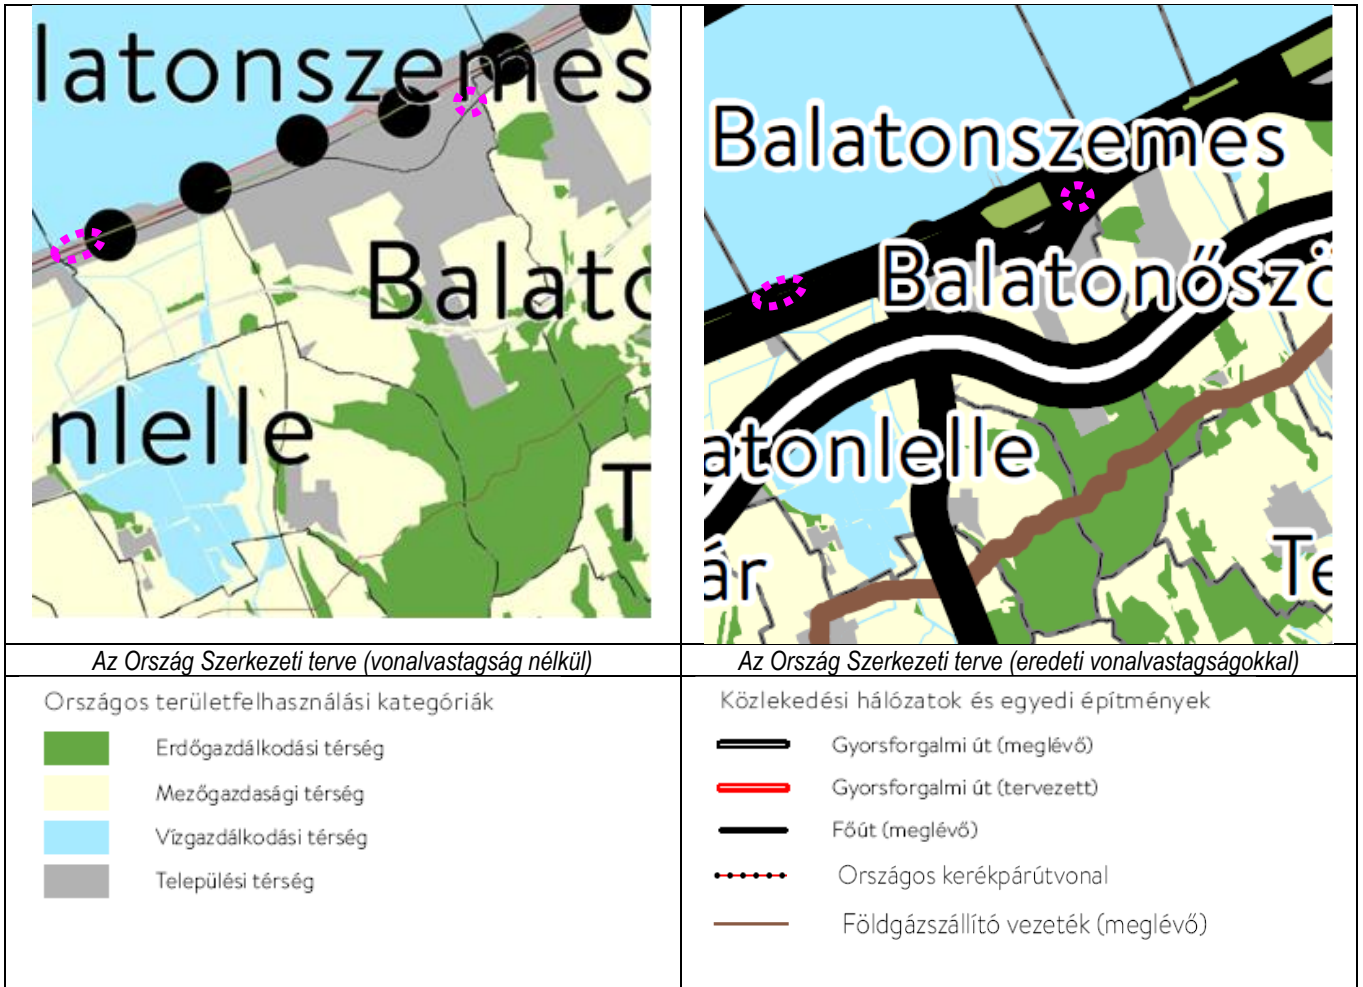 latonszemes
Balato
nlelle
T
Balatonszemes
Balatonőszö
atonlelle
ár
Te
Az Ország Szerkezeti terve (vonalvastagság nélkül)
Az Ország Szerkezeti terve (eredeti vonalvastagságokkal)
Országos területfelhasználási kategóriák
Erdőgazdálkodási térség
Mezőgazdasági térség
Vízgazdálkodási térség
Települési térség
Közlekedési hálózatok és egyedi építmények
Gyorsforgalmi út (meglévő)
Gyorsforgalmi út (tervezett)
Főút (meglévő)
Országos kerékpárútvonal
Földgázszállító vezeték (meglévő)